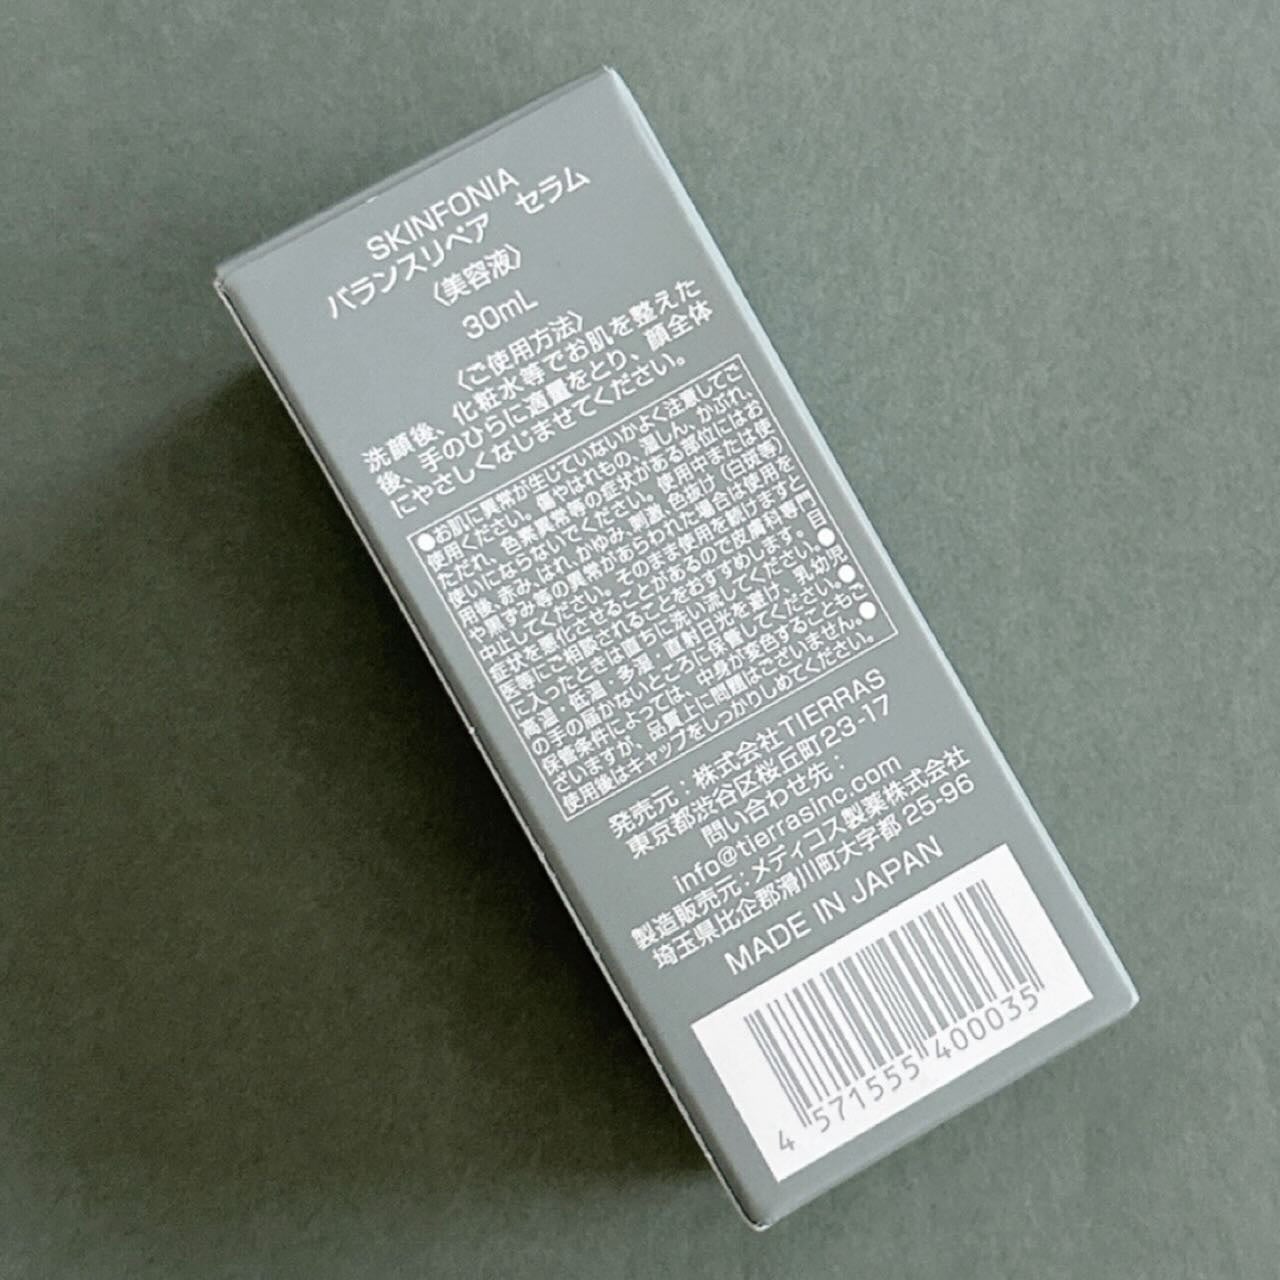 SKINFONIA
バランスリペア　セラム
〈美容液〉
30mL
〈ご使用方法〉
洗顔後、化粧水等でお肌を整えた
後、手のひらに適量をとり、顔全体
にやさしくなじませてください。
●お肌に異常が生じていないかよく注意してご
使用ください。傷やはれもの、湿しん、かぶれ、
ただれ、色素異常等の症状がある部位にはお
使いにならないでください。使用中または使
用後、赤み、はれ、かゆみ、刺激、色抜け（白斑等）
や黒ずみ等の異常があらわれた場合は使用を
中止してください。そのまま使用を続けますと
症状を悪化させることがあるので皮膚科専門
医等にご相談されることをおすすめします。●目
に入ったときは直ちに洗い流してください。●
高温・低温・多湿・直射日光を避け、乳幼児
の手の届かないところに保管してください。●
保管条件によっては、中身が変色することもご
ざいますが、品質上に問題はございません。●
使用後はキャップをしっかりしめてください。
発売元：株式会社TIERRAS
東京都渋谷区桜丘町23-17
問い合わせ先：
info@tierrasinc.com
製造販売元：メディコス製薬株式会社
埼玉県比企郡滑川町大字都25-96
MADE IN JAPAN
4 571555 400035